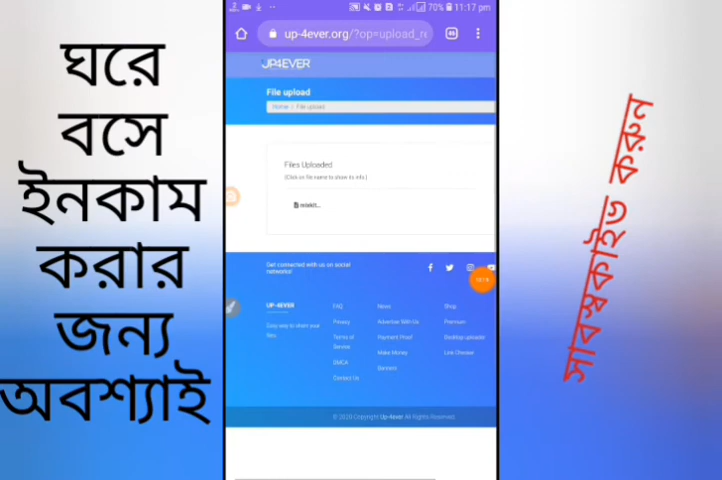 ঘরে
বসে
ইনকাম
করার
জন্য
অবশ্যাই
70% 11:17 pm
up-4ever.org/?op=upload_re
UP4EVER
File upload
Home / File upload
Files Uploaded
(Click on file name to show its info.)
Get connected with us on social
networks!
UP-4EVER
Easy way to share your
files
FAQ
Privacy
Terms of
Service
DMCA
Contact Us
News
Advertise With Us
Payment Proof
Make Money
Banners
Shop
Premium
Desktop uploader
Link Checker
© 2020 Copyright Up-4ever. All Rights Reserved.
সাবস্ক্রাইভ করুন